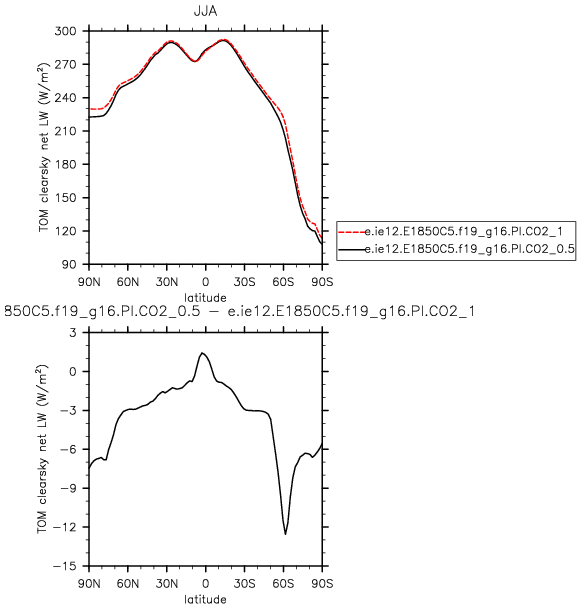 JJA
TOM clearsky net LW (W/m²)
300
270
240
210
180
150
120
90
90N 60N 30N 0 30S 60S 90S
latitude
e.ie12.E1850C5.f19_g16.PI.CO2_1
e.ie12.E1850C5.f19_g16.PI.CO2_0.5
850C5.f19_g16.PI.CO2_0.5 − e.ie12.E1850C5.f19_g16.PI.CO2_1
TOM clearsky net LW (W/m²)
3
0
−3
−6
−9
−12
−15
90N 60N 30N 0 30S 60S 90S
latitude